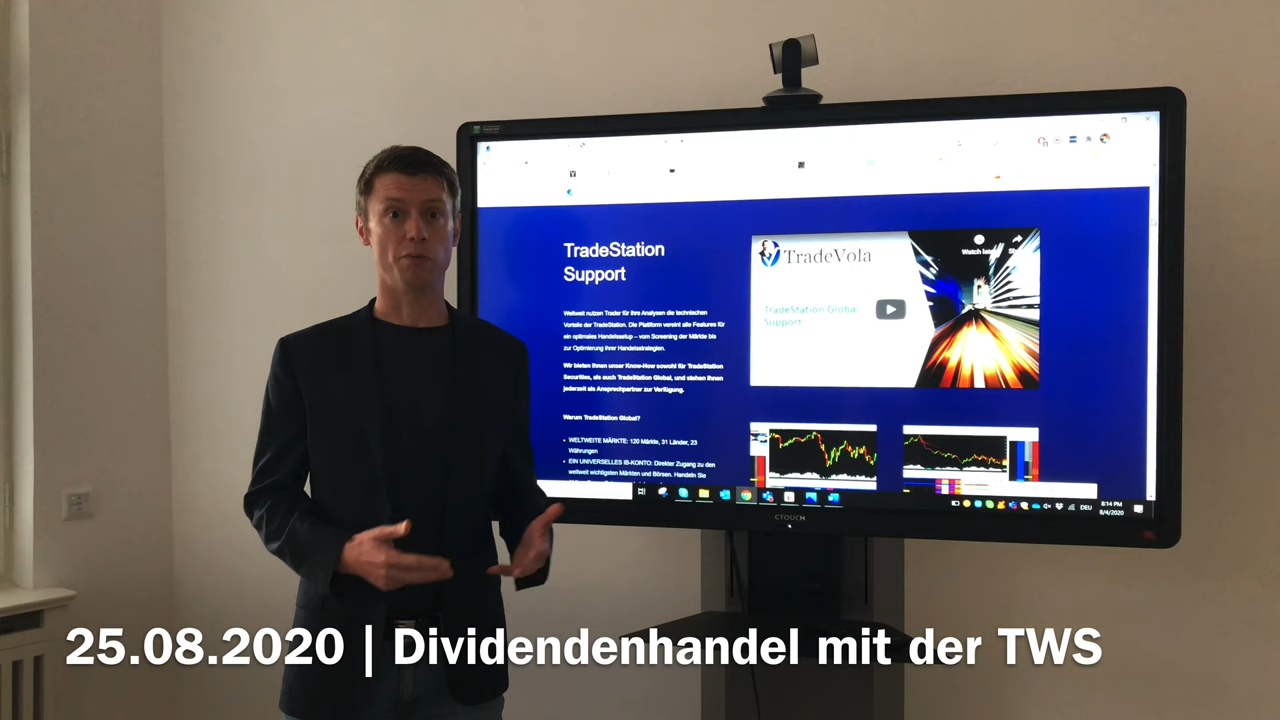 TradeStation
Support
Weltweit nutzen Trader für ihre Analysen die technischen
Vorteile der TradeStation. Die Plattform vereint alle Features für
ein optimales Handelssetup – vom Screening der Märkte bis
zur Optimierung ihrer Handelsstrategien.
Wir bieten Ihnen unser Know-How sowohl für TradeStation
Securities, als auch TradeStation Global, und stehen Ihnen
jederzeit als Ansprechpartner zur Verfügung.
Warum TradeStation Global?
WELTWEITE MÄRKTE: 120 Märkte, 31 Länder, 23
Währungen
EIN UNIVERSELLES IB-KONTO: Direkter Zugang zu den
weltweit wichtigsten Märkten und Börsen. Handeln Sie
TradeVola
Watch later
TradeStation Global
Support
DEU
8:14 PM
8/4/2020
CTOUCH
25.08.2020 | Dividendenhandel mit der TWS